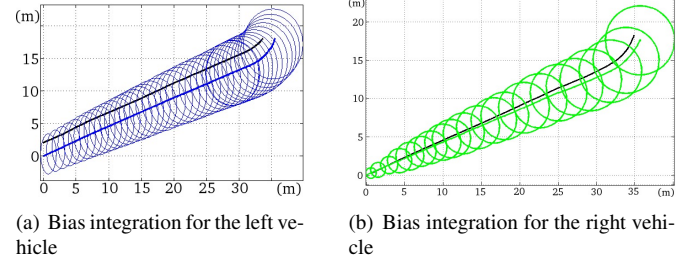 (m)
15
10
5
0
0 5 10 15 20 25 30 (m)
(m)
20
15
10
5
0
0 5 10 15 20 25 30 35 (m)
(a) Bias integration for the left ve-
hicle
(b) Bias integration for the right vehi-
cle